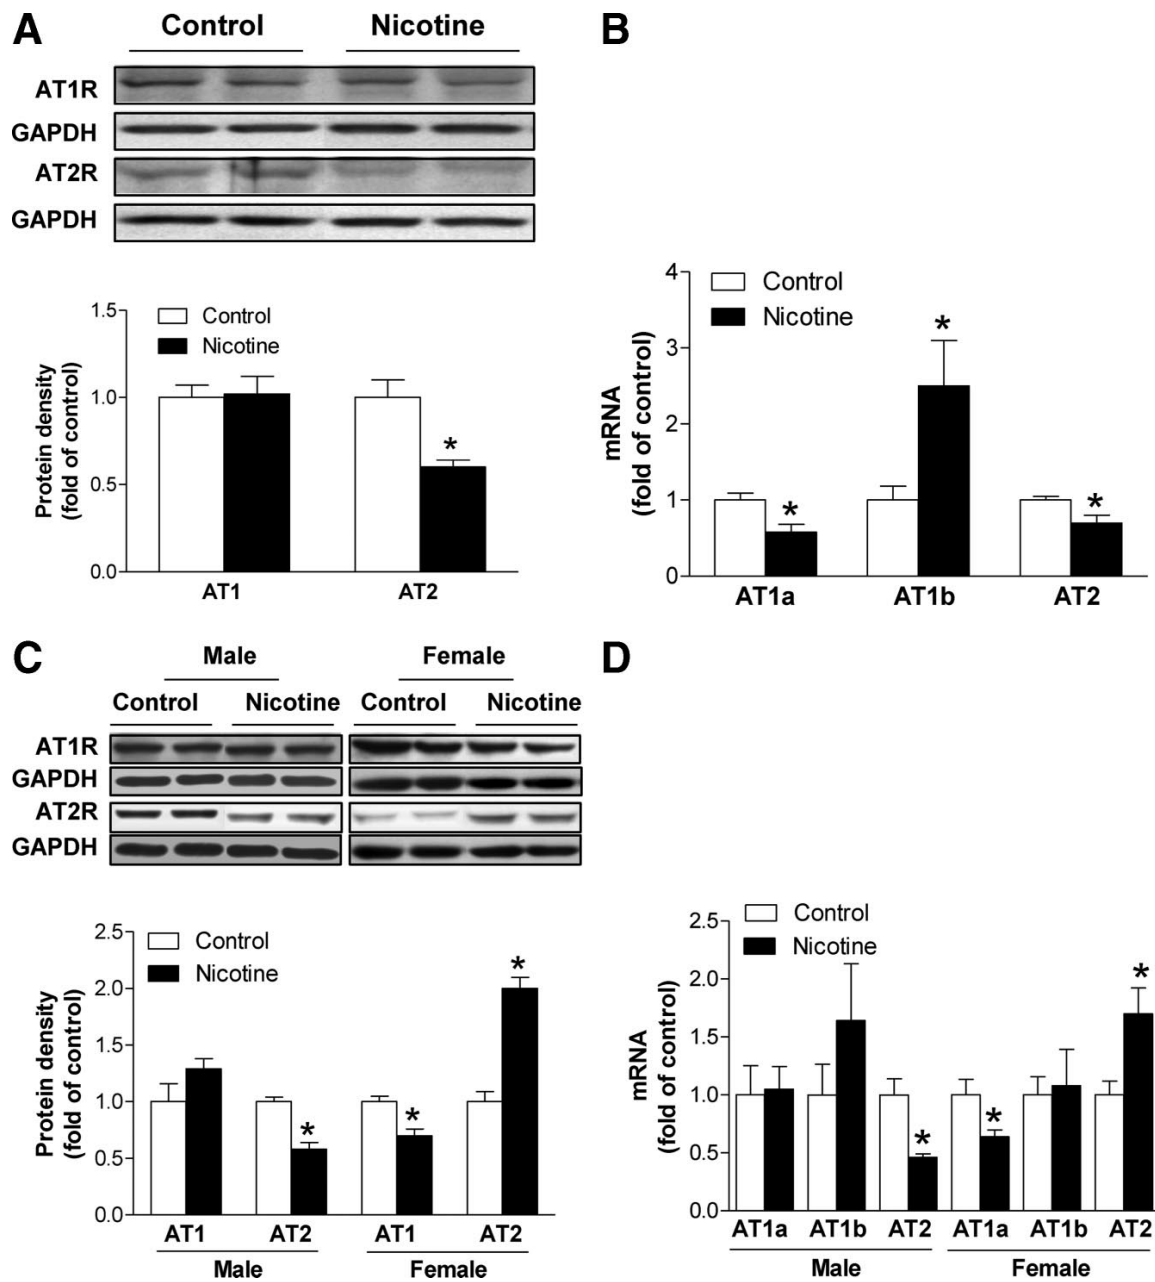 A
Control Nicotine
AT1R
GAPDH
AT2R
GAPDH
1.5
1.0
0.5
0.0
Protein density
(fold of control)
Control
Nicotine
*
AT1 AT2
B
4
3
2
1
0
mRNA
(fold of control)
Control
Nicotine
* * *
AT1a AT1b AT2
C
Male Female
Control Nicotine Control Nicotine
AT1R
GAPDH
AT2R
GAPDH
2.5
2.0
1.5
1.0
0.5
0.0
Protein density
(fold of control)
Control
Nicotine
* * *
AT1 AT2 AT1 AT2
Male Female
D
2.5
2.0
1.5
1.0
0.5
0.0
mRNA
(fold of control)
Control
Nicotine
* * *
AT1a AT1b AT2 AT1a AT1b AT2
Male Female